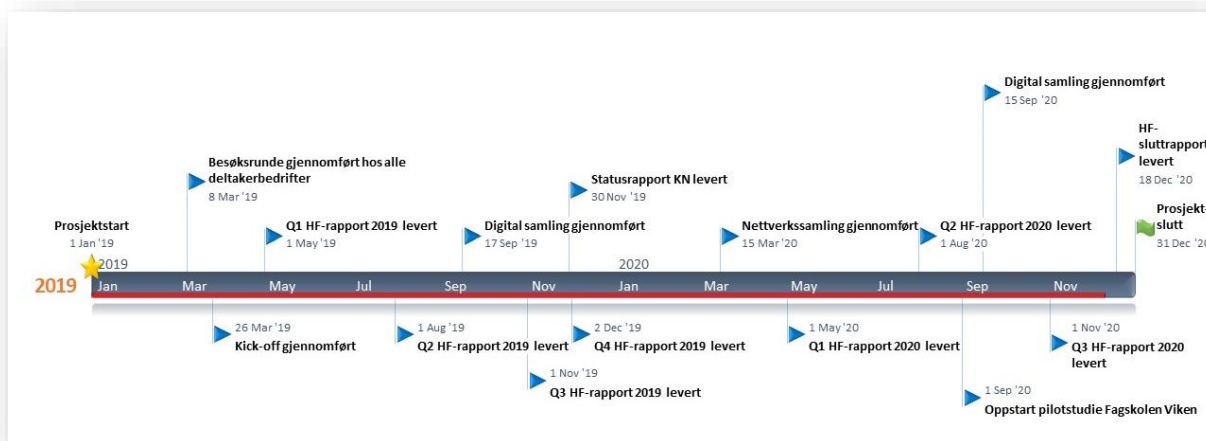 Digital samling gjennomført
15 Sep '20
HF-
sluttrapport
levert
18 Dec '20
Besøksrunde gjennomført hos alle
deltakerbedrifter
8 Mar '19
Statusrapport KN levert
30 Nov '19
Prosjektstart
1 Jan '19
Q1 HF-rapport 2019 levert
1 May '19
Digital samling gjennomført
17 Sep '19
Nettverkssamling gjennomført
15 Mar '20
Q2 HF-rapport 2020 levert
1 Aug '20
Prosjekt-
slutt
31 Dec '20
2019 2020
2019 Jan Mar May Jul Sep Nov Jan Mar May Jul Sep Nov
26 Mar '19
Kick-off gjennomført
1 Aug '19
Q2 HF-rapport 2019 levert
2 Dec '19
Q4 HF-rapport 2019 levert
1 May '20
Q1 HF-rapport 2020 levert
1 Nov '20
Q3 HF-rapport 2020
levert
1 Nov '19
Q3 HF-rapport 2019 levert
1 Sep '20
Oppstart pilotstudie Fagskolen Viken